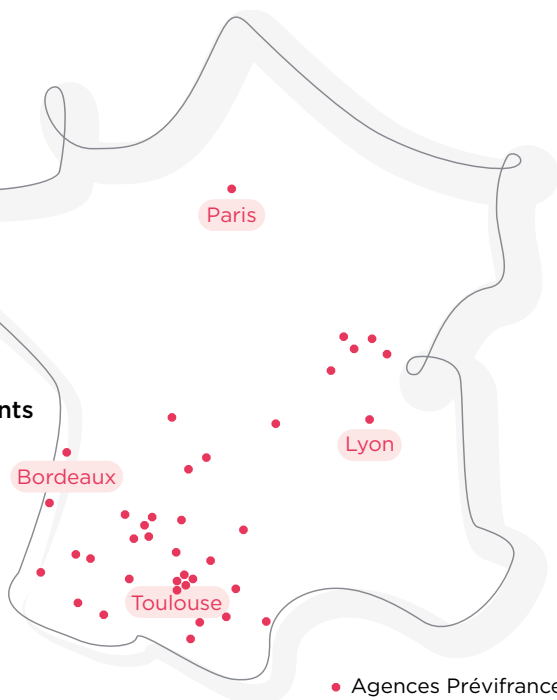 Paris
nts
Lyon
Bordeaux
Toulouse
Agences Prévifrance